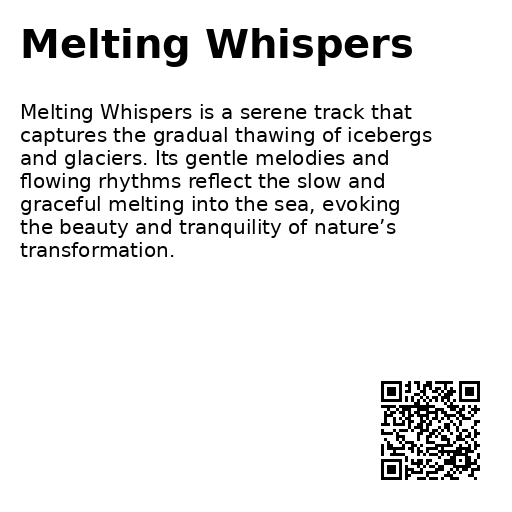 Melting Whispers
Melting Whispers is a serene track that
captures the gradual thawing of icebergs
and glaciers. Its gentle melodies and
flowing rhythms reflect the slow and
graceful melting into the sea, evoking
the beauty and tranquility of nature’s
transformation.